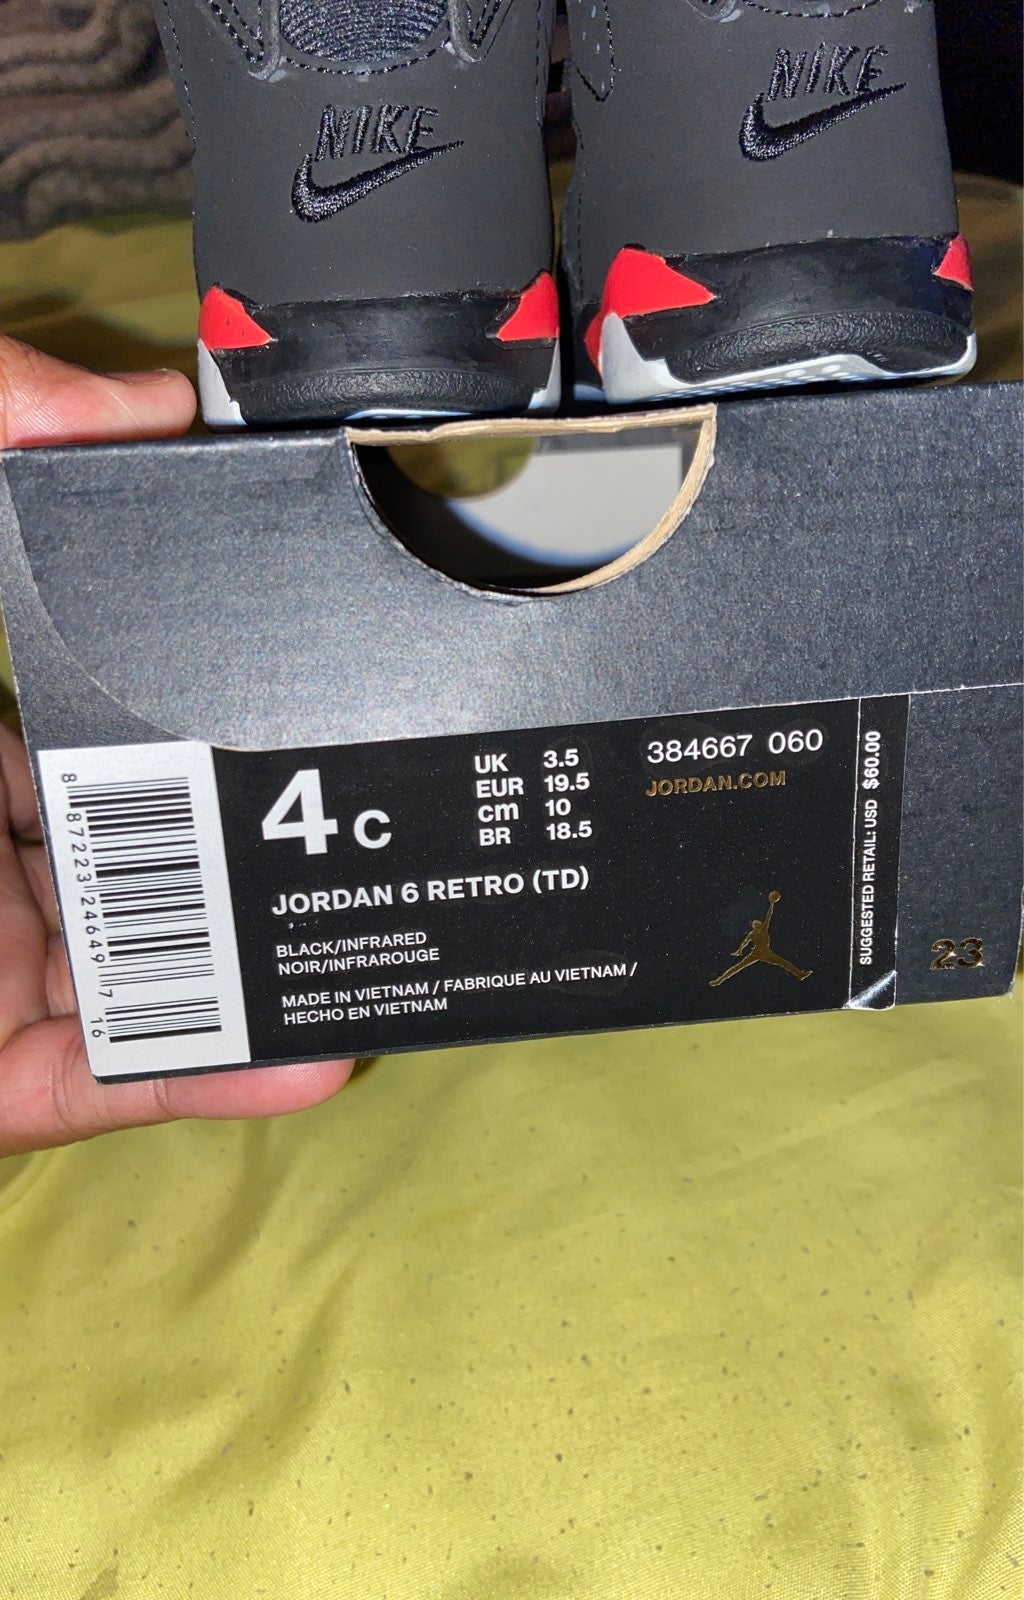 NIKE
NIKE
4 C
UK 3.5
EUR 19.5
cm 10
BR 18.5
384667 060
JORDAN.COM
JORDAN 6 RETRO (TD)
BLACK/INFRARED
NOIR/INFRAROUGE
MADE IN VIETNAM / FABRIQUE AU VIETNAM /
HECHO EN VIETNAM
SUGGESTED RETAIL: USD $60.00
23
8 87223 24649 7 16